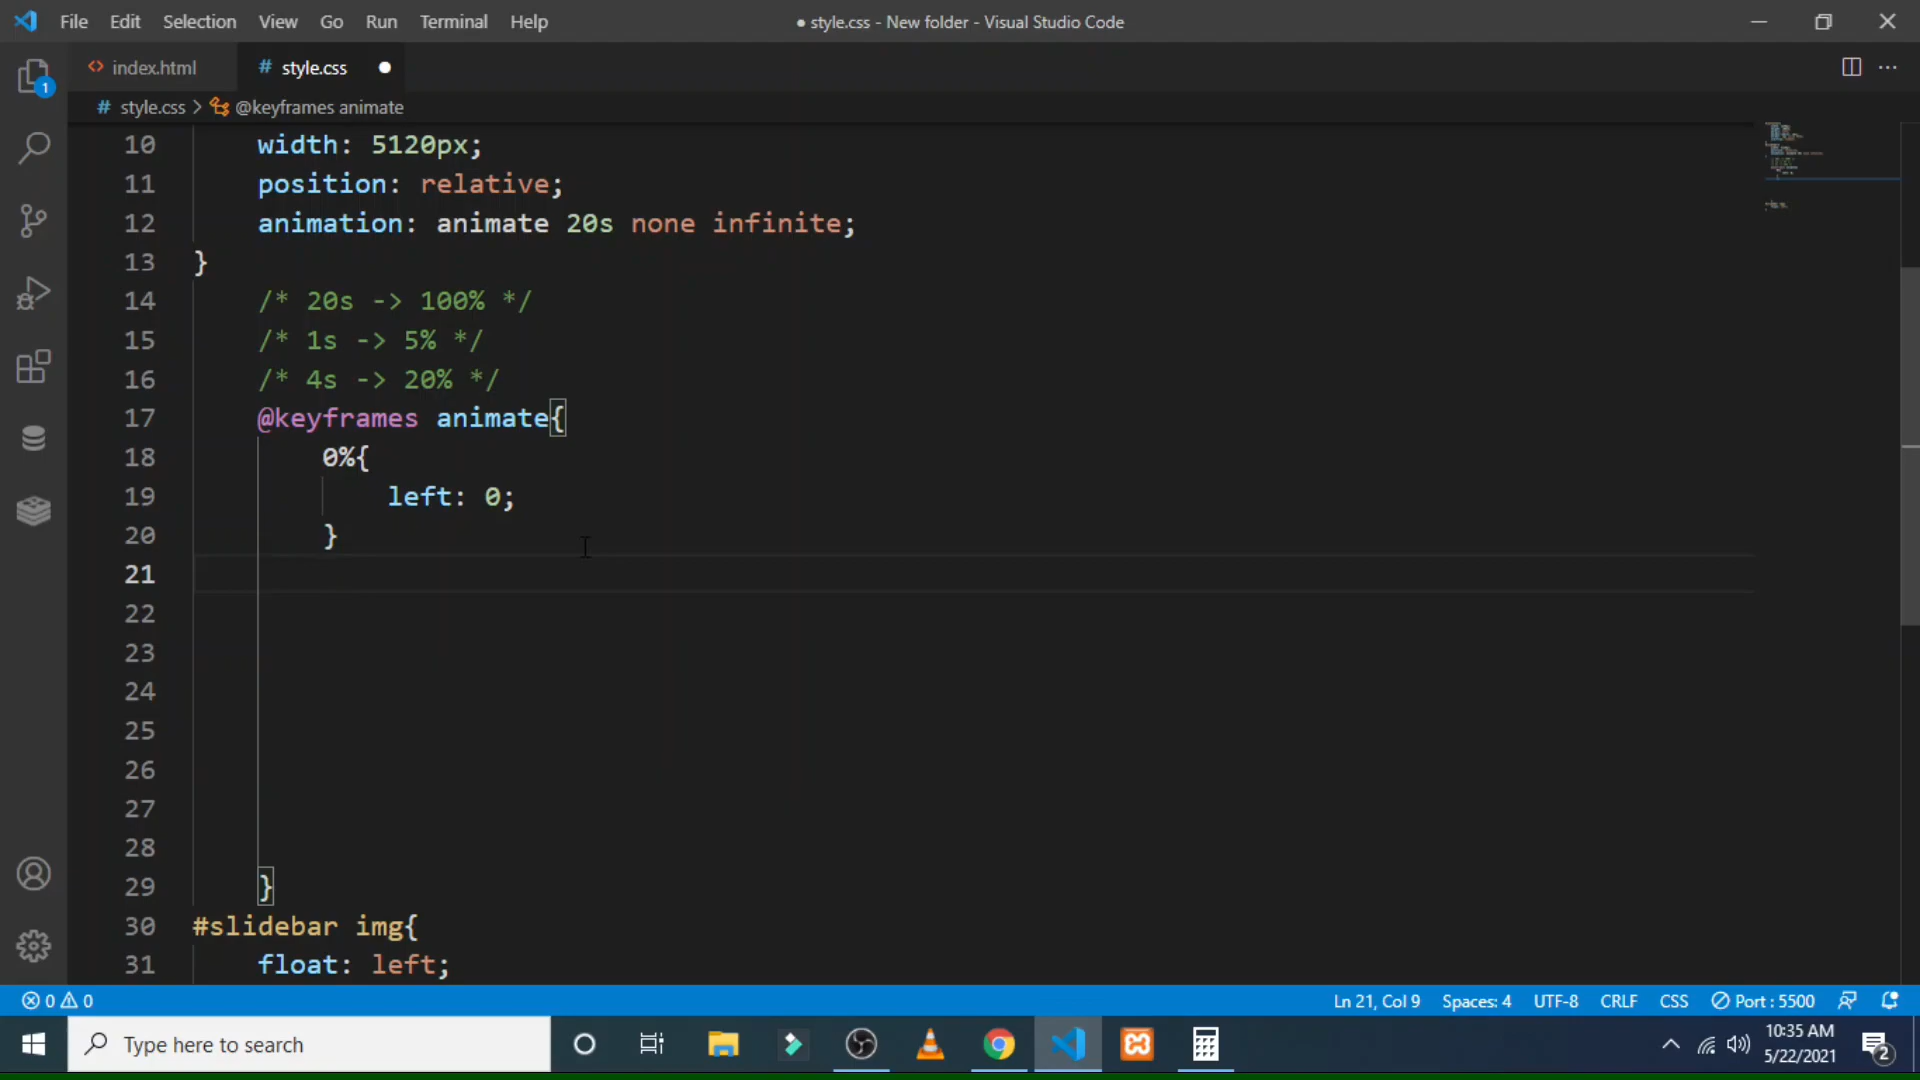 File Edit Selection View Go Run Terminal Help
● style.css - New folder - Visual Studio Code
<> index.html # style.css ●
# style.css > @keyframes animate
10 width: 5120px;
11 position: relative;
12 animation: animate 20s none infinite;
13 }
14 /* 20s -> 100% */
15 /* 1s -> 5% */
16 /* 4s -> 20% */
17 @keyframes animate{
18 0%{
19 left: 0;
20 }
21
22
23
24
25
26
27
28
29 }
30 #slidebar img{
31 float: left;
1
0 0 Ln 21, Col 9 Spaces: 4 UTF-8 CRLF CSS Port : 5500
Type here to search
10:35 AM
5/22/2021
2